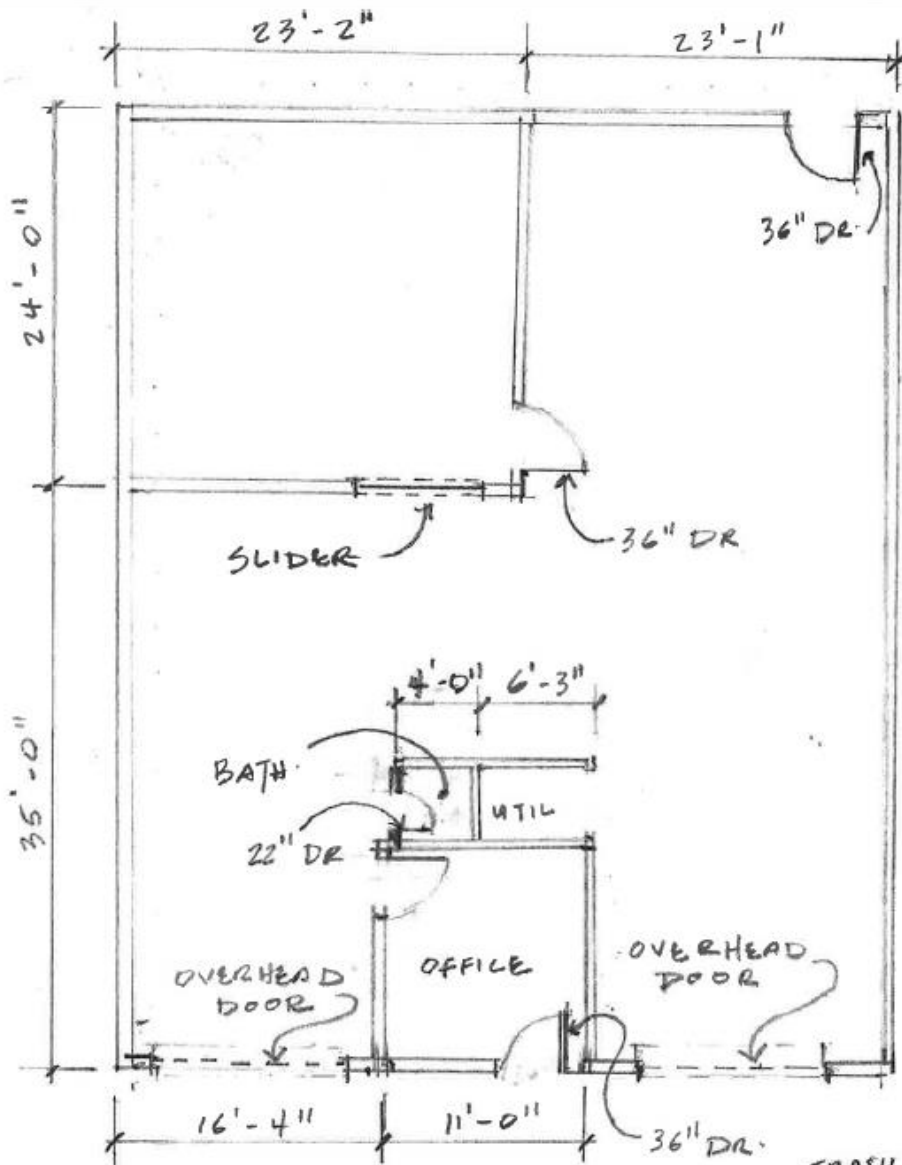 23'-2"
23'-1"
24'-0"
36" DR.
SLIDER
36" DR
4'-0"
6'-3"
BATH
UTIL
22" DR
35'-0"
OFFICE
OVERHEAD
DOOR
OVERHEAD
DOOR
16'-4"
11'-0"
36" DR.